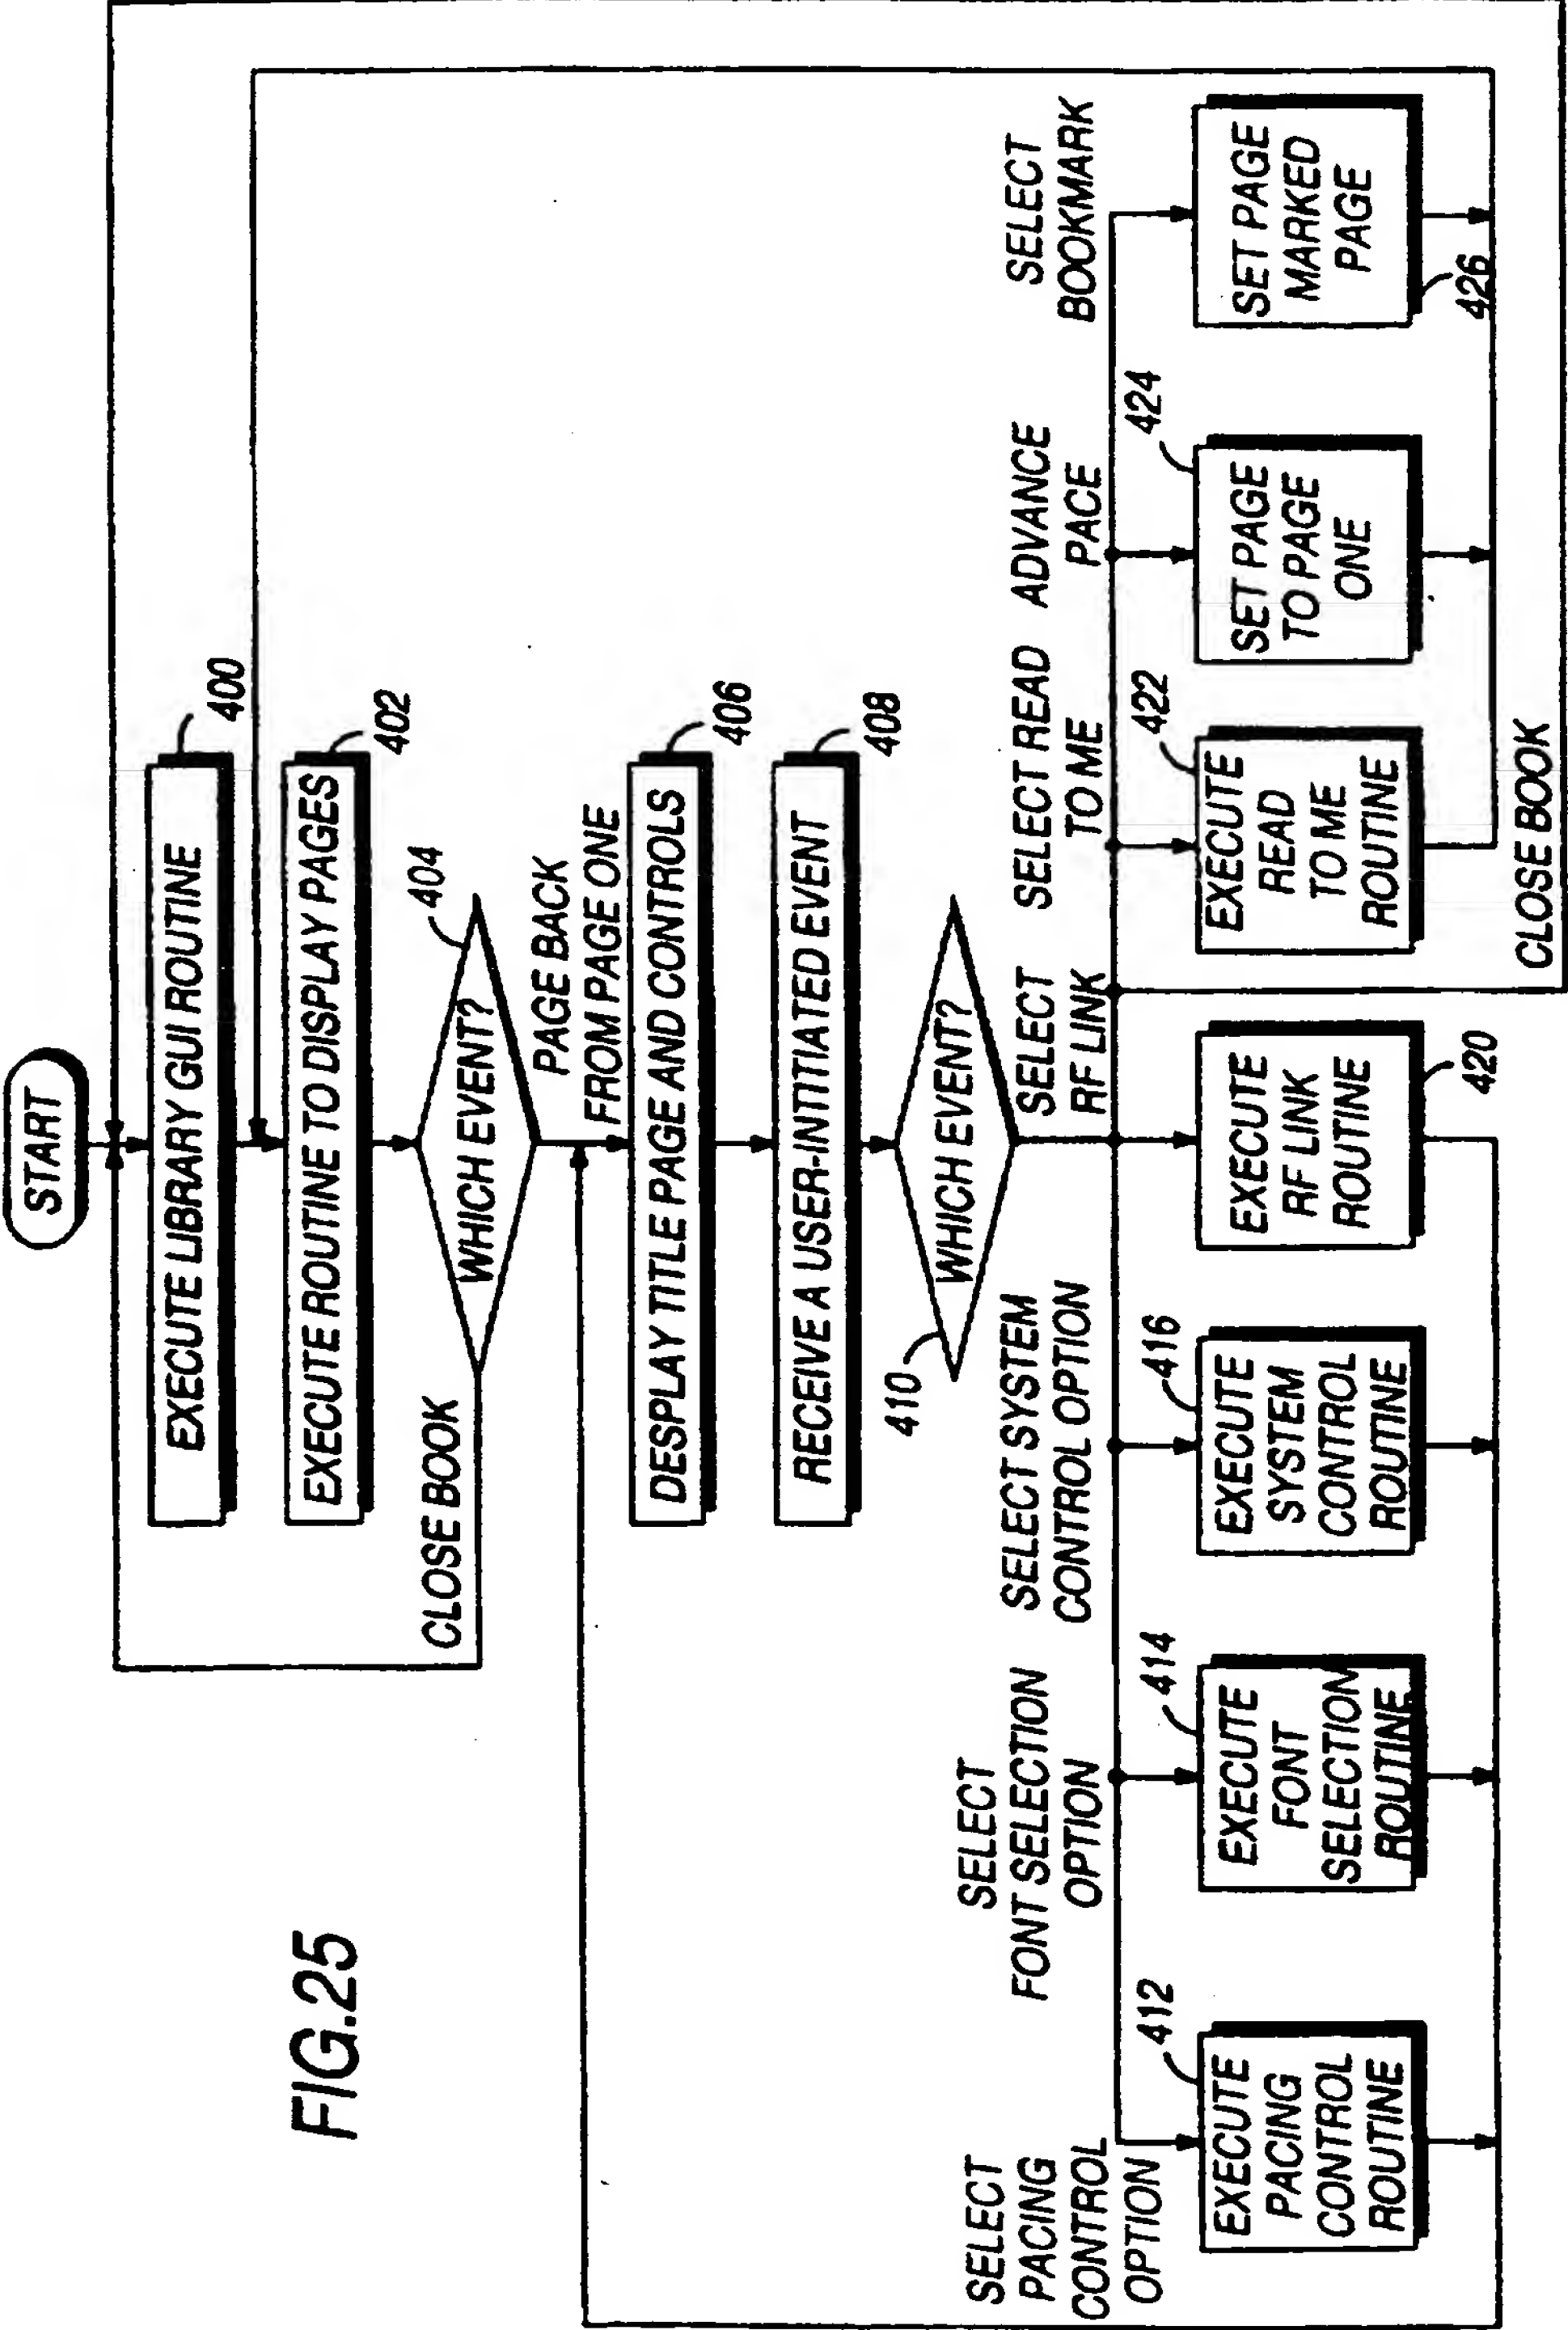 FIG.25
START
EXECUTE LIBRARY GUI ROUTINE
400
EXECUTE ROUTINE TO DISPLAY PAGES
402
WHICH EVENT?
404
CLOSE BOOK
PAGE BACK
FROM PAGE ONE
DESPLAY TITLE PAGE AND CONTROLS
406
RECEIVE A USER-INTITIATED EVENT
408
WHICH EVENT?
410
SELECT
PACING
CONTROL
OPTION
SELECT
FONT SELECTION
OPTION
SELECT SYSTEM
CONTROL OPTION
SELECT
RF LINK
SELECT READ
TO ME
ADVANCE
PACE
SELECT
BOOKMARK
412
EXECUTE
PACING
CONTROL
ROUTINE
414
EXECUTE
FONT
SELECTION
ROUTINE
416
EXECUTE
SYSTEM
CONTROL
ROUTINE
EXECUTE
RF LINK
ROUTINE
420
422
EXECUTE
READ
TO ME
ROUTINE
424
SET PAGE
TO PAGE
ONE
SET PAGE
MARKED
PAGE
426
CLOSE BOOK